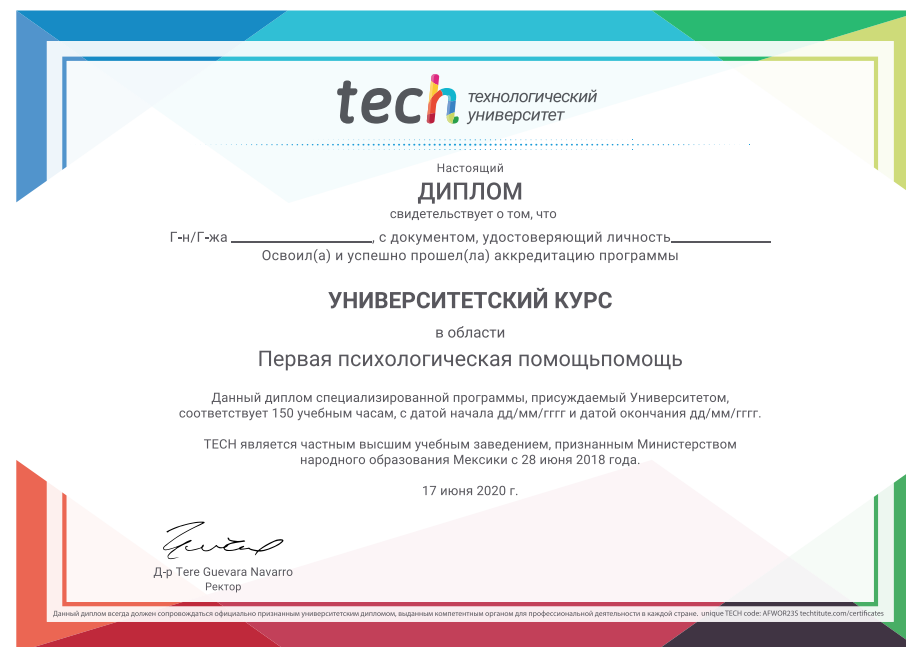 tech технологический
университет
Настоящий
ДИПЛОМ
свидетельствует о том, что
Г-н/Г-жа ____________________, с документом, удостоверяющий личность______________
Освоил(а) и успешно прошел(ла) аккредитацию программы
УНИВЕРСИТЕТСКИЙ КУРС
в области
Первая психологическая помощьпомощь
Данный диплом специализированной программы, присуждаемый Университетом,
соответствует 150 учебным часам, с датой начала дд/мм/гггг и датой окончания дд/мм/гггг.
ТЕСН является частным высшим учебным заведением, признанным Министерством
народного образования Мексики с 28 июня 2018 года.
17 июня 2020 г.
Д-р Tere Guevara Navarro
Ректор
Данный диплом всегда должен сопровождаться официально признанным университетским дипломом, выданным компетентным органом для профессиональной деятельности в каждой стране. unique TECH code: AFWOR23S techtitute.com/certificates